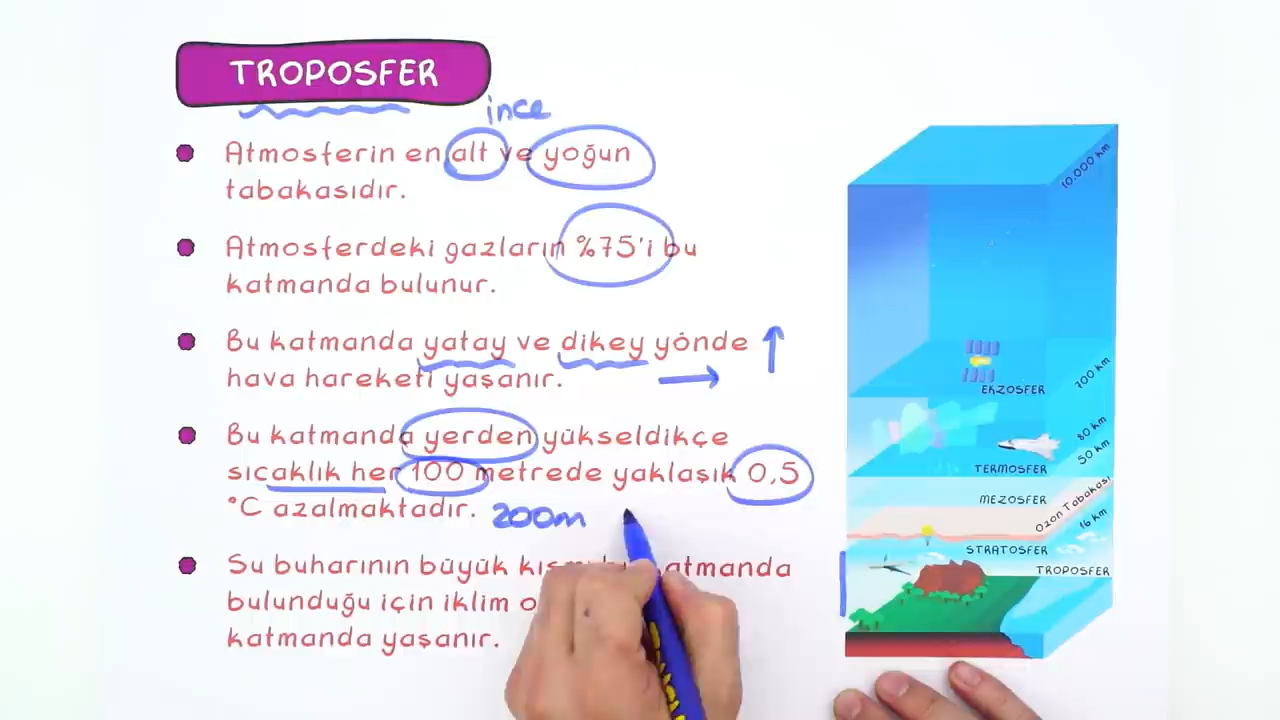 TROPOSFER
ince
Atmosferin en alt ve yoğun
tabakasıdır.
Atmosferdeki gazların %75'i bu
katmanda bulunur.
Bu katmanda yatay ve dikey yönde
hava hareketi yaşanır.
Bu katmanda yerden yükseldikçe
sıcaklık her 100 metrede yaklaşık 0,5
°C azalmaktadır. 200m
Su buharının büyük
bulunduğu için iklim
katmanda yaşanır.
10.000 km
EKZOSFER
700 km
80 km
TERMOSFER
50 km
MEZOSFER
Ozon Tabakası
16 km
STRATOSFER
TROPOSFER